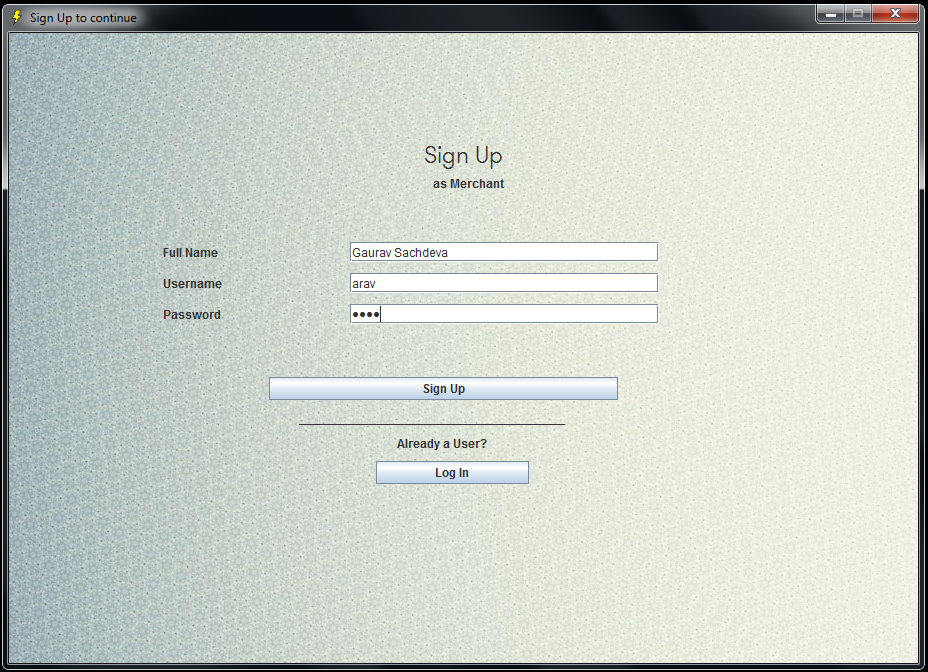 Sign Up to continue
Sign Up
as Merchant
Full Name Gaurav Sachdeva
Username arav
Password ••••
Sign Up
Already a User?
Log In